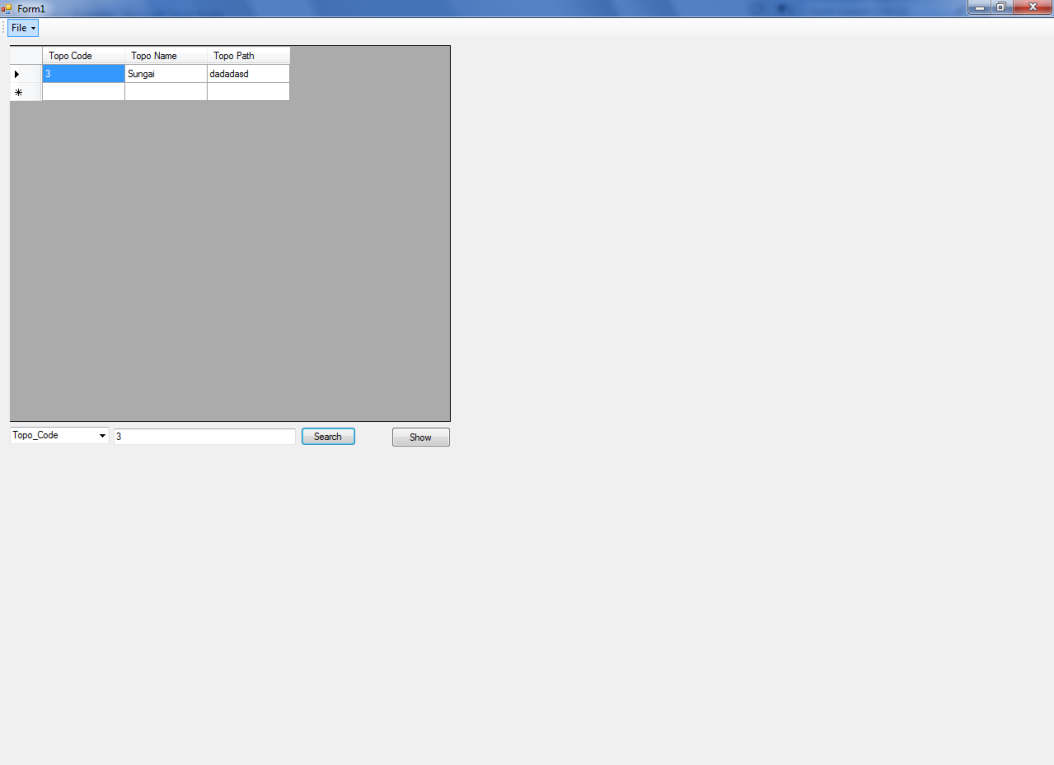 Form1
File
Topo Code Topo Name Topo Path
3 Sungai dadadasd
Topo_Code 3 Search Show